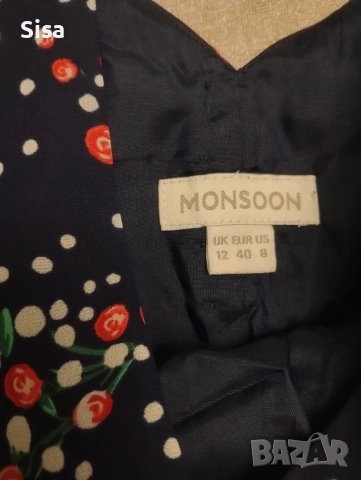 Sisa
MONSOON
UK EUR US
12 40 8
BAZAR